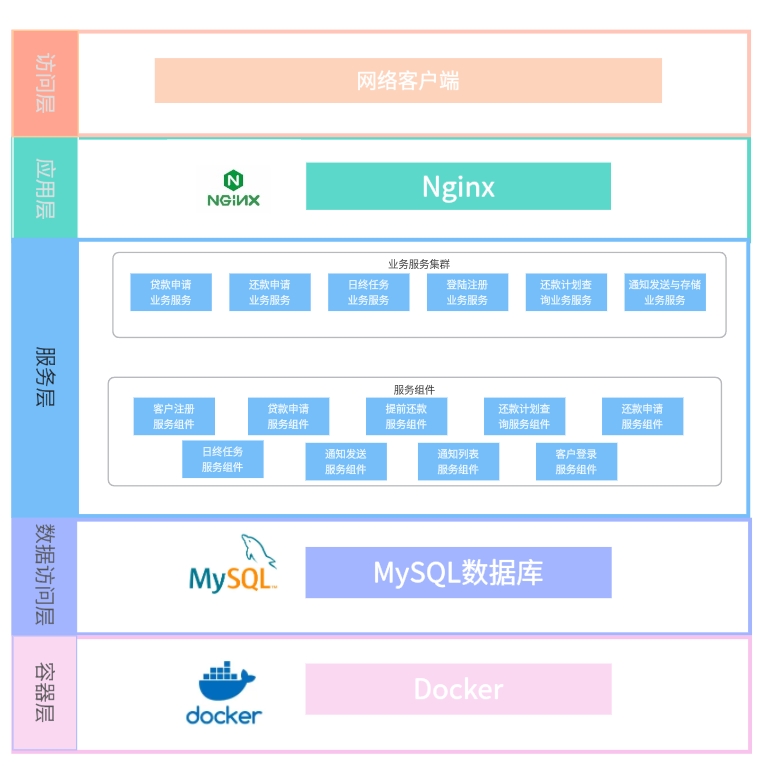 访问层
网络客户端
应用层
NGINX
Nginx
服务层
业务服务集群
贷款申请
业务服务
还款申请
业务服务
日终任务
业务服务
登陆注册
业务服务
还款计划查
询业务服务
通知发送与存储
业务服务
服务组件
客户注册
服务组件
贷款申请
服务组件
提前还款
服务组件
还款计划查
询服务组件
还款申请
服务组件
日终任务
服务组件
通知发送
服务组件
通知列表
服务组件
客户登录
服务组件
数据访问层
MySQL
MySQL数据库
容器层
docker
Docker